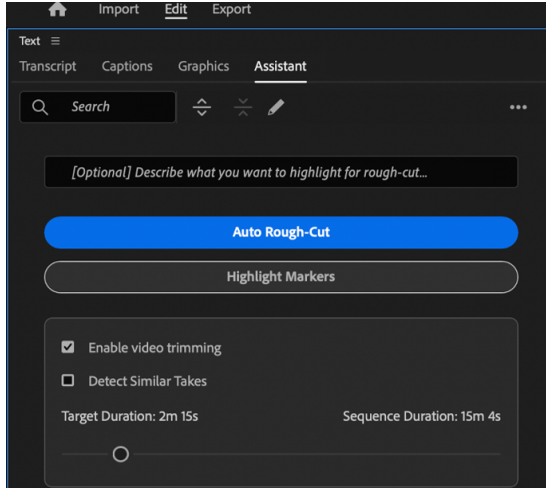 Import Edit Export
Text
Transcript Captions Graphics Assistant
Search
[Optional] Describe what you want to highlight for rough-cut...
Auto Rough-Cut
Highlight Markers
Enable video trimming
Detect Similar Takes
Target Duration: 2m 15s Sequence Duration: 15m 4s